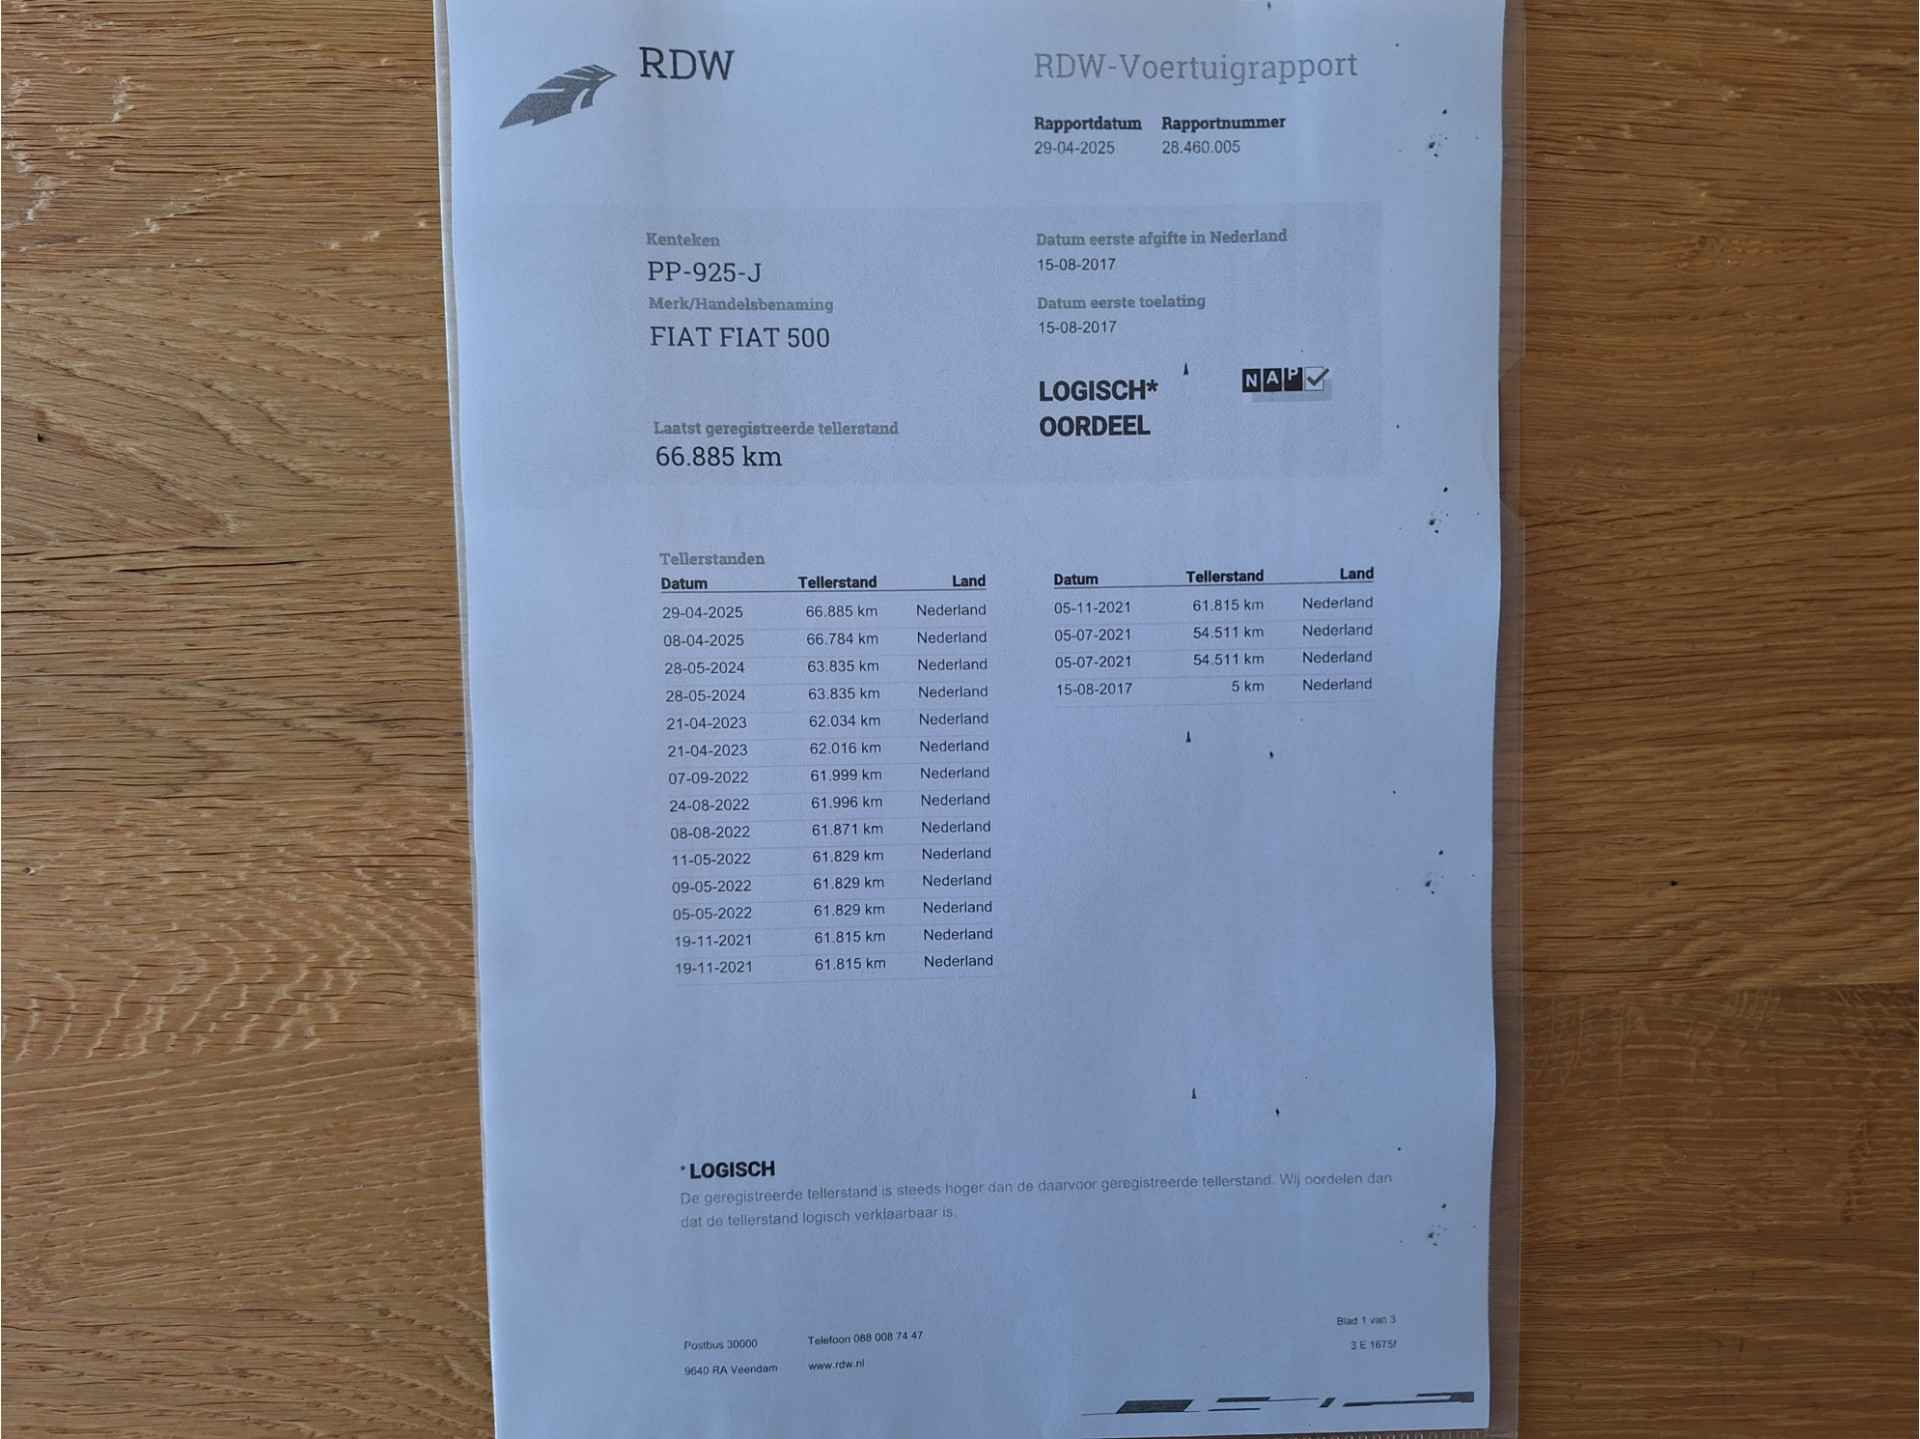 RDW
RDW-Voertuigrapport
Rapportdatum Rapportnummer
29-04-2025 28.460.005
Kenteken
PP-925-J
Merk/Handelsbenaming
FIAT FIAT 500
Laatst geregistreerde tellerstand
66.885 km
Datum eerste afgifte in Nederland
15-08-2017
Datum eerste toelating
15-08-2017
LOGISCH*
OORDEEL
NAP
Tellerstanden
Datum Tellerstand Land
29-04-2025 66.885 km Nederland
08-04-2025 66.784 km Nederland
28-05-2024 63.835 km Nederland
28-05-2024 63.835 km Nederland
21-04-2023 62.034 km Nederland
21-04-2023 62.016 km Nederland
07-09-2022 61.999 km Nederland
24-08-2022 61.996 km Nederland
08-08-2022 61.871 km Nederland
11-05-2022 61.829 km Nederland
09-05-2022 61.829 km Nederland
05-05-2022 61.829 km Nederland
19-11-2021 61.815 km Nederland
19-11-2021 61.815 km Nederland
Datum Tellerstand Land
05-11-2021 61.815 km Nederland
05-07-2021 54.511 km Nederland
05-07-2021 54.511 km Nederland
15-08-2017 5 km Nederland
*LOGISCH
De geregistreerde tellerstand is steeds hoger dan de daarvoor geregistreerde tellerstand. Wij oordelen dan
dat de tellerstand logisch verklaarbaar is.
Postbus 30000 Telefoon 088 008 74 47
9640 RA Veendam www.rdw.nl
Blad 1 van 3
3 E 1675f